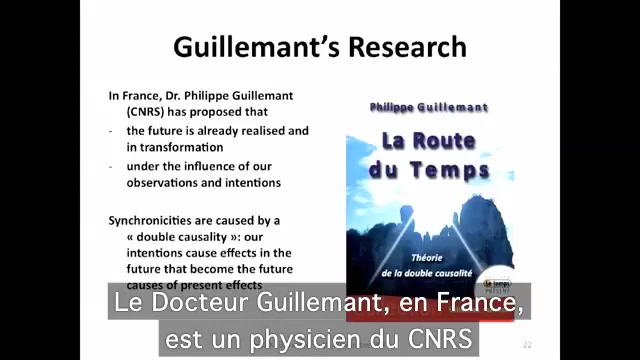 Guillemant's Research
In France, Dr. Philippe Guillemant
(CNRS) has proposed that
- the future is already realised and
in transformation
- under the influence of our
observations and intentions
Synchronicities are caused by a
« double causality »: our
intentions cause effects in the
future that become the future
causes of present effects
Philippe Guillemant
La Route
du Temps
Théorie
de la double causalité
Le temps
PRÉSENT
Le Docteur Guillemant, en France,
est un physicien du CNRS
22